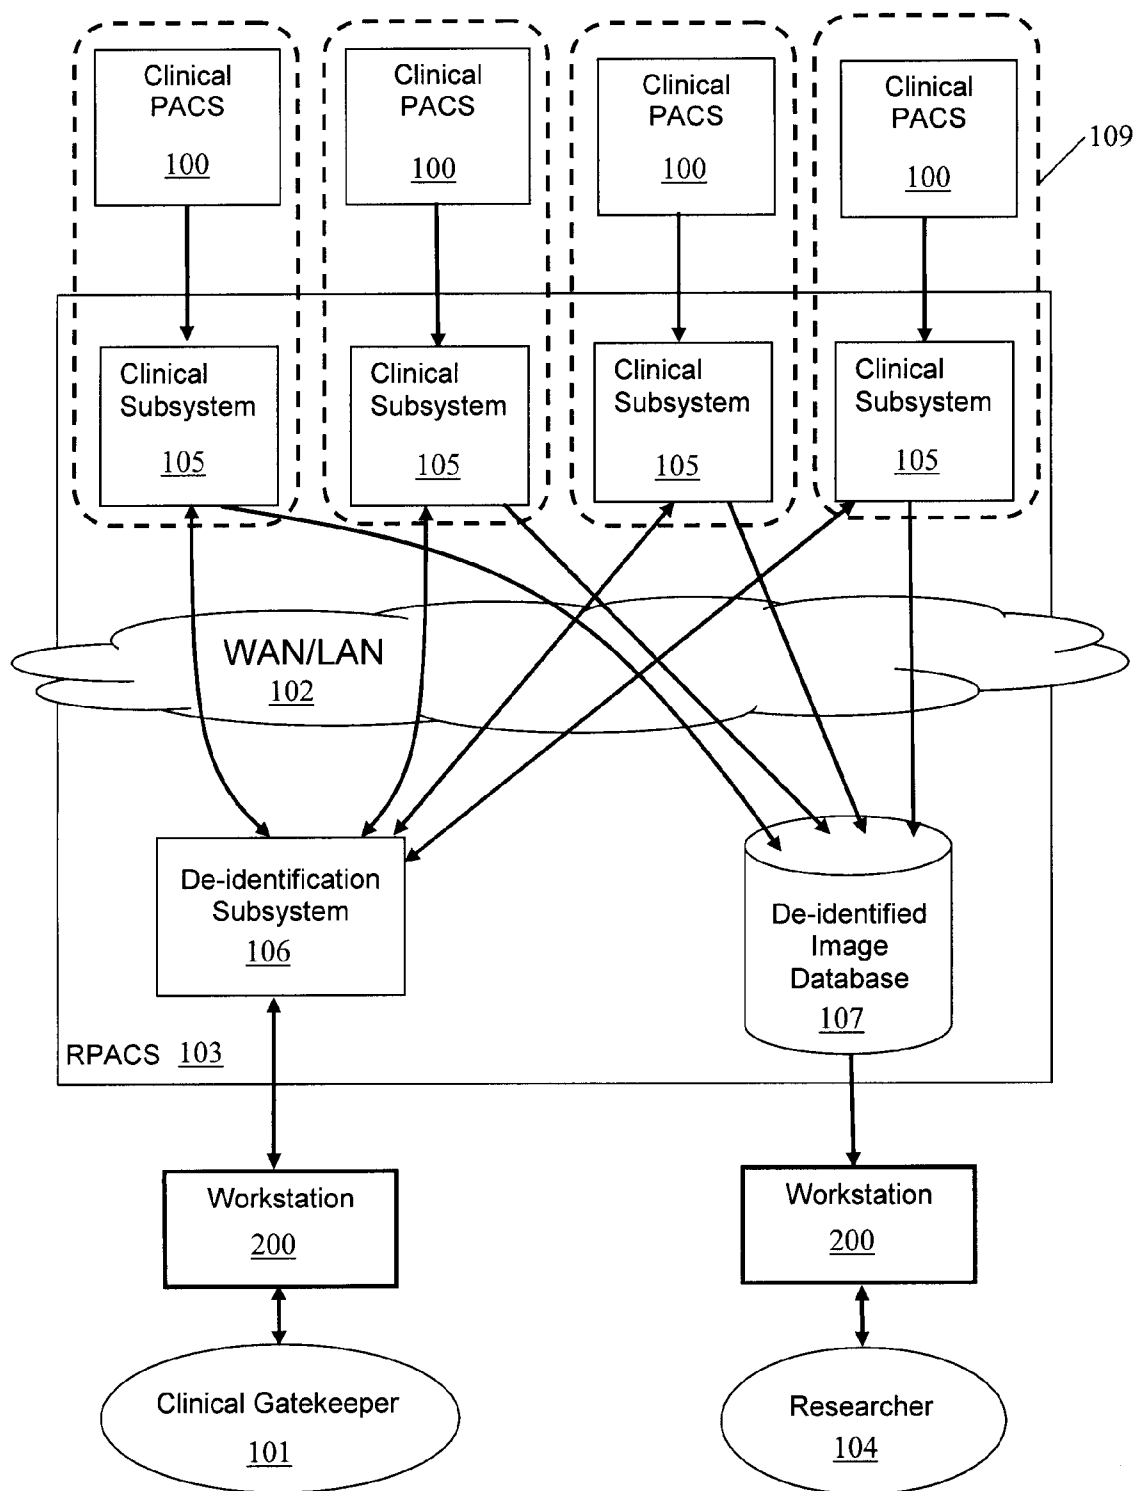 Clinical
PACS
100
Clinical
PACS
100
Clinical
PACS
100
Clinical
PACS
100
109
Clinical
Subsystem
105
Clinical
Subsystem
105
Clinical
Subsystem
105
Clinical
Subsystem
105
WAN/LAN
102
De-identification
Subsystem
106
De-identified
Image
Database
107
RPACS 103
Workstation
200
Workstation
200
Clinical Gatekeeper
101
Researcher
104